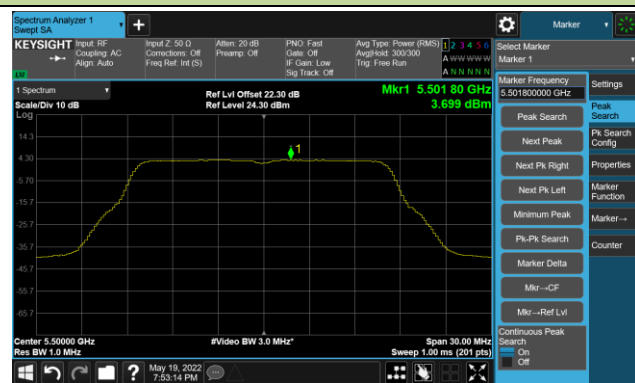 Spectrum Analyzer 1
Swept SA
Marker
KEYSIGHT
Input: RF
Coupling: AC
Align: Auto
Input Z: 50 Ω
Corrections: Off
Freq Ref: Int (S)
Atten: 20 dB
Preamp: Off
PNO: Fast
Gate: Off
IF Gain: Low
Sig Track: Off
Avg Type: Power (RMS)
Avg|Hold: 300/300
Trig: Free Run
1 2 3 4 5 6
A W W W W W
A N N N N N
LW
Select Marker
Marker 1
1 Spectrum
Scale/Div 10 dB
Log
Ref Lvl Offset 22.30 dB
Ref Level 24.30 dBm
Mkr1 5.501 80 GHz
3.699 dBm
14.3
4.30
-5.70
-15.7
-25.7
-35.7
-45.7
-55.7
-65.7
1
Center 5.50000 GHz
Res BW 1.0 MHz
#Video BW 3.0 MHz*
Span 30.00 MHz
Sweep 1.00 ms (201 pts)
Marker Frequency
5.501800000 GHz
Peak Search
Next Peak
Next Pk Right
Next Pk Left
Minimum Peak
Pk-Pk Search
Marker Delta
Mkr→CF
Mkr→Ref Lvl
Continuous Peak
Search
On
Off
Settings
Peak
Search
Pk Search
Config
Properties
Marker
Function
Marker→
Counter
?
May 19, 2022
7:53:14 PM